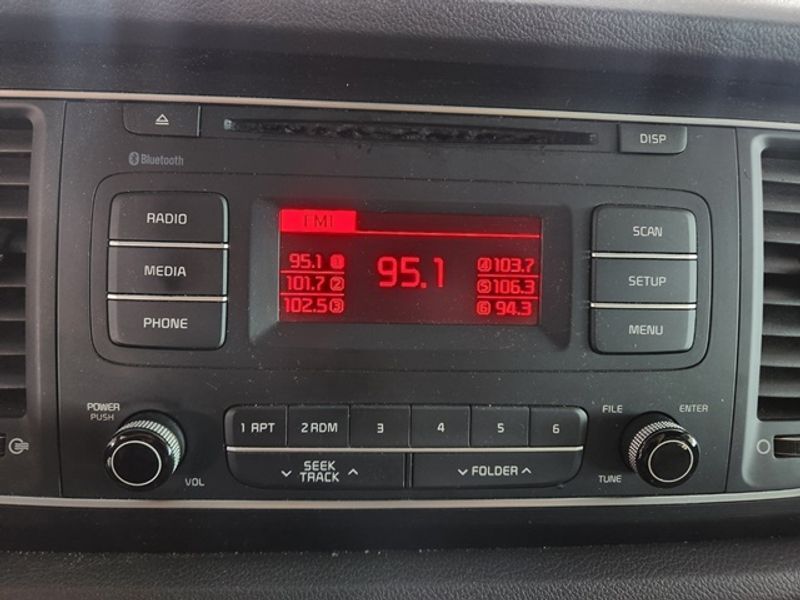 DISP
Bluetooth
RADIO
MEDIA
PHONE
FM1
95.1 1
101.7 2
102.5 3
95.1
4 103.7
5 106.3
6 94.3
SCAN
SETUP
MENU
POWER
PUSH
VOL
1 RPT
2 RDM
3
4
5
6
SEEK
TRACK
FOLDER
FILE
ENTER
TUNE